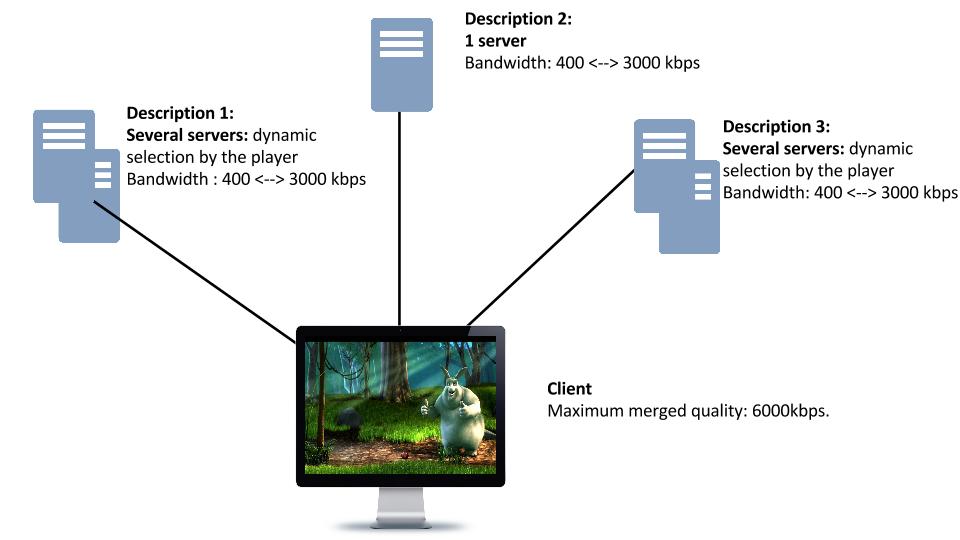 Description 2:
1 server
Bandwidth: 400 <--> 3000 kbps
Description 1:
Several servers: dynamic
selection by the player
Bandwidth : 400 <--> 3000 kbps
Description 3:
Several servers: dynamic
selection by the player
Bandwidth: 400 <--> 3000 kbps
Client
Maximum merged quality: 6000kbps.